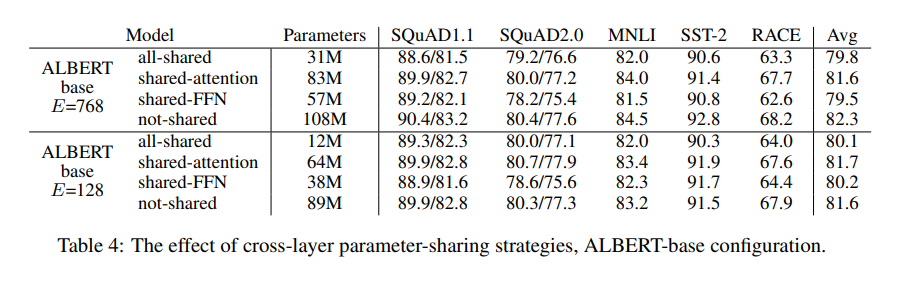 Model Parameters SQuAD1.1 SQuAD2.0 MNLI SST-2 RACE Avg
ALBERT base E=768
all-shared 31M 88.6/81.5 79.2/76.6 82.0 90.6 63.3 79.8
shared-attention 83M 89.9/82.7 80.0/77.2 84.0 91.4 67.7 81.6
shared-FFN 57M 89.2/82.1 78.2/75.4 81.5 90.8 62.6 79.5
not-shared 108M 90.4/83.2 80.4/77.6 84.5 92.8 68.2 82.3
ALBERT base E=128
all-shared 12M 89.3/82.3 80.0/77.1 82.0 90.3 64.0 80.1
shared-attention 64M 89.9/82.8 80.7/77.9 83.4 91.9 67.6 81.7
shared-FFN 38M 88.9/81.6 78.6/75.6 82.3 91.7 64.4 80.2
not-shared 89M 89.9/82.8 80.3/77.3 83.2 91.5 67.9 81.6
Table 4: The effect of cross-layer parameter-sharing strategies, ALBERT-base configuration.